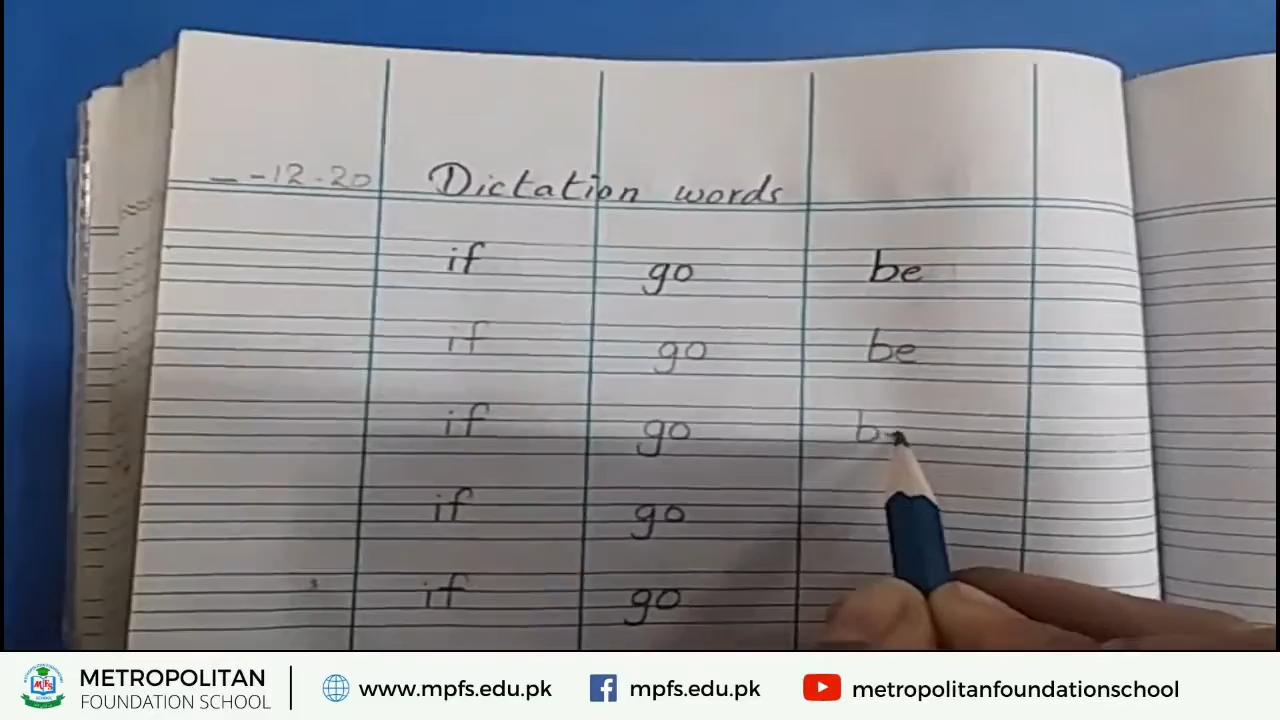 _-12-20 Dictation words
if go be
if go be
if go b
if go
if go
METROPOLITAN
FOUNDATION SCHOOL
www.mpfs.edu.pk
mpfs.edu.pk
metropolitanfoundationschool